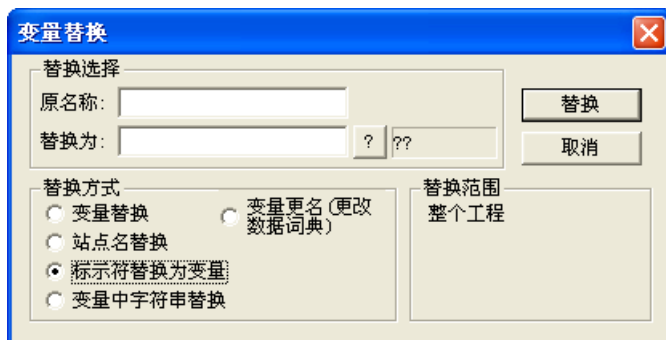 变量替换
替换选择
原名称:
替换
替换为:
?
??
取消
替换方式
替换范围
变量替换
变量更名(更改
数据词典)
整个工程
站点名替换
标示符替换为变量
变量中字符串替换